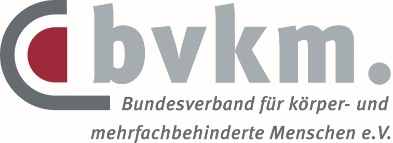 bvkm.
Bundesverband für körper- und
mehrfachbehinderte Menschen e.V.